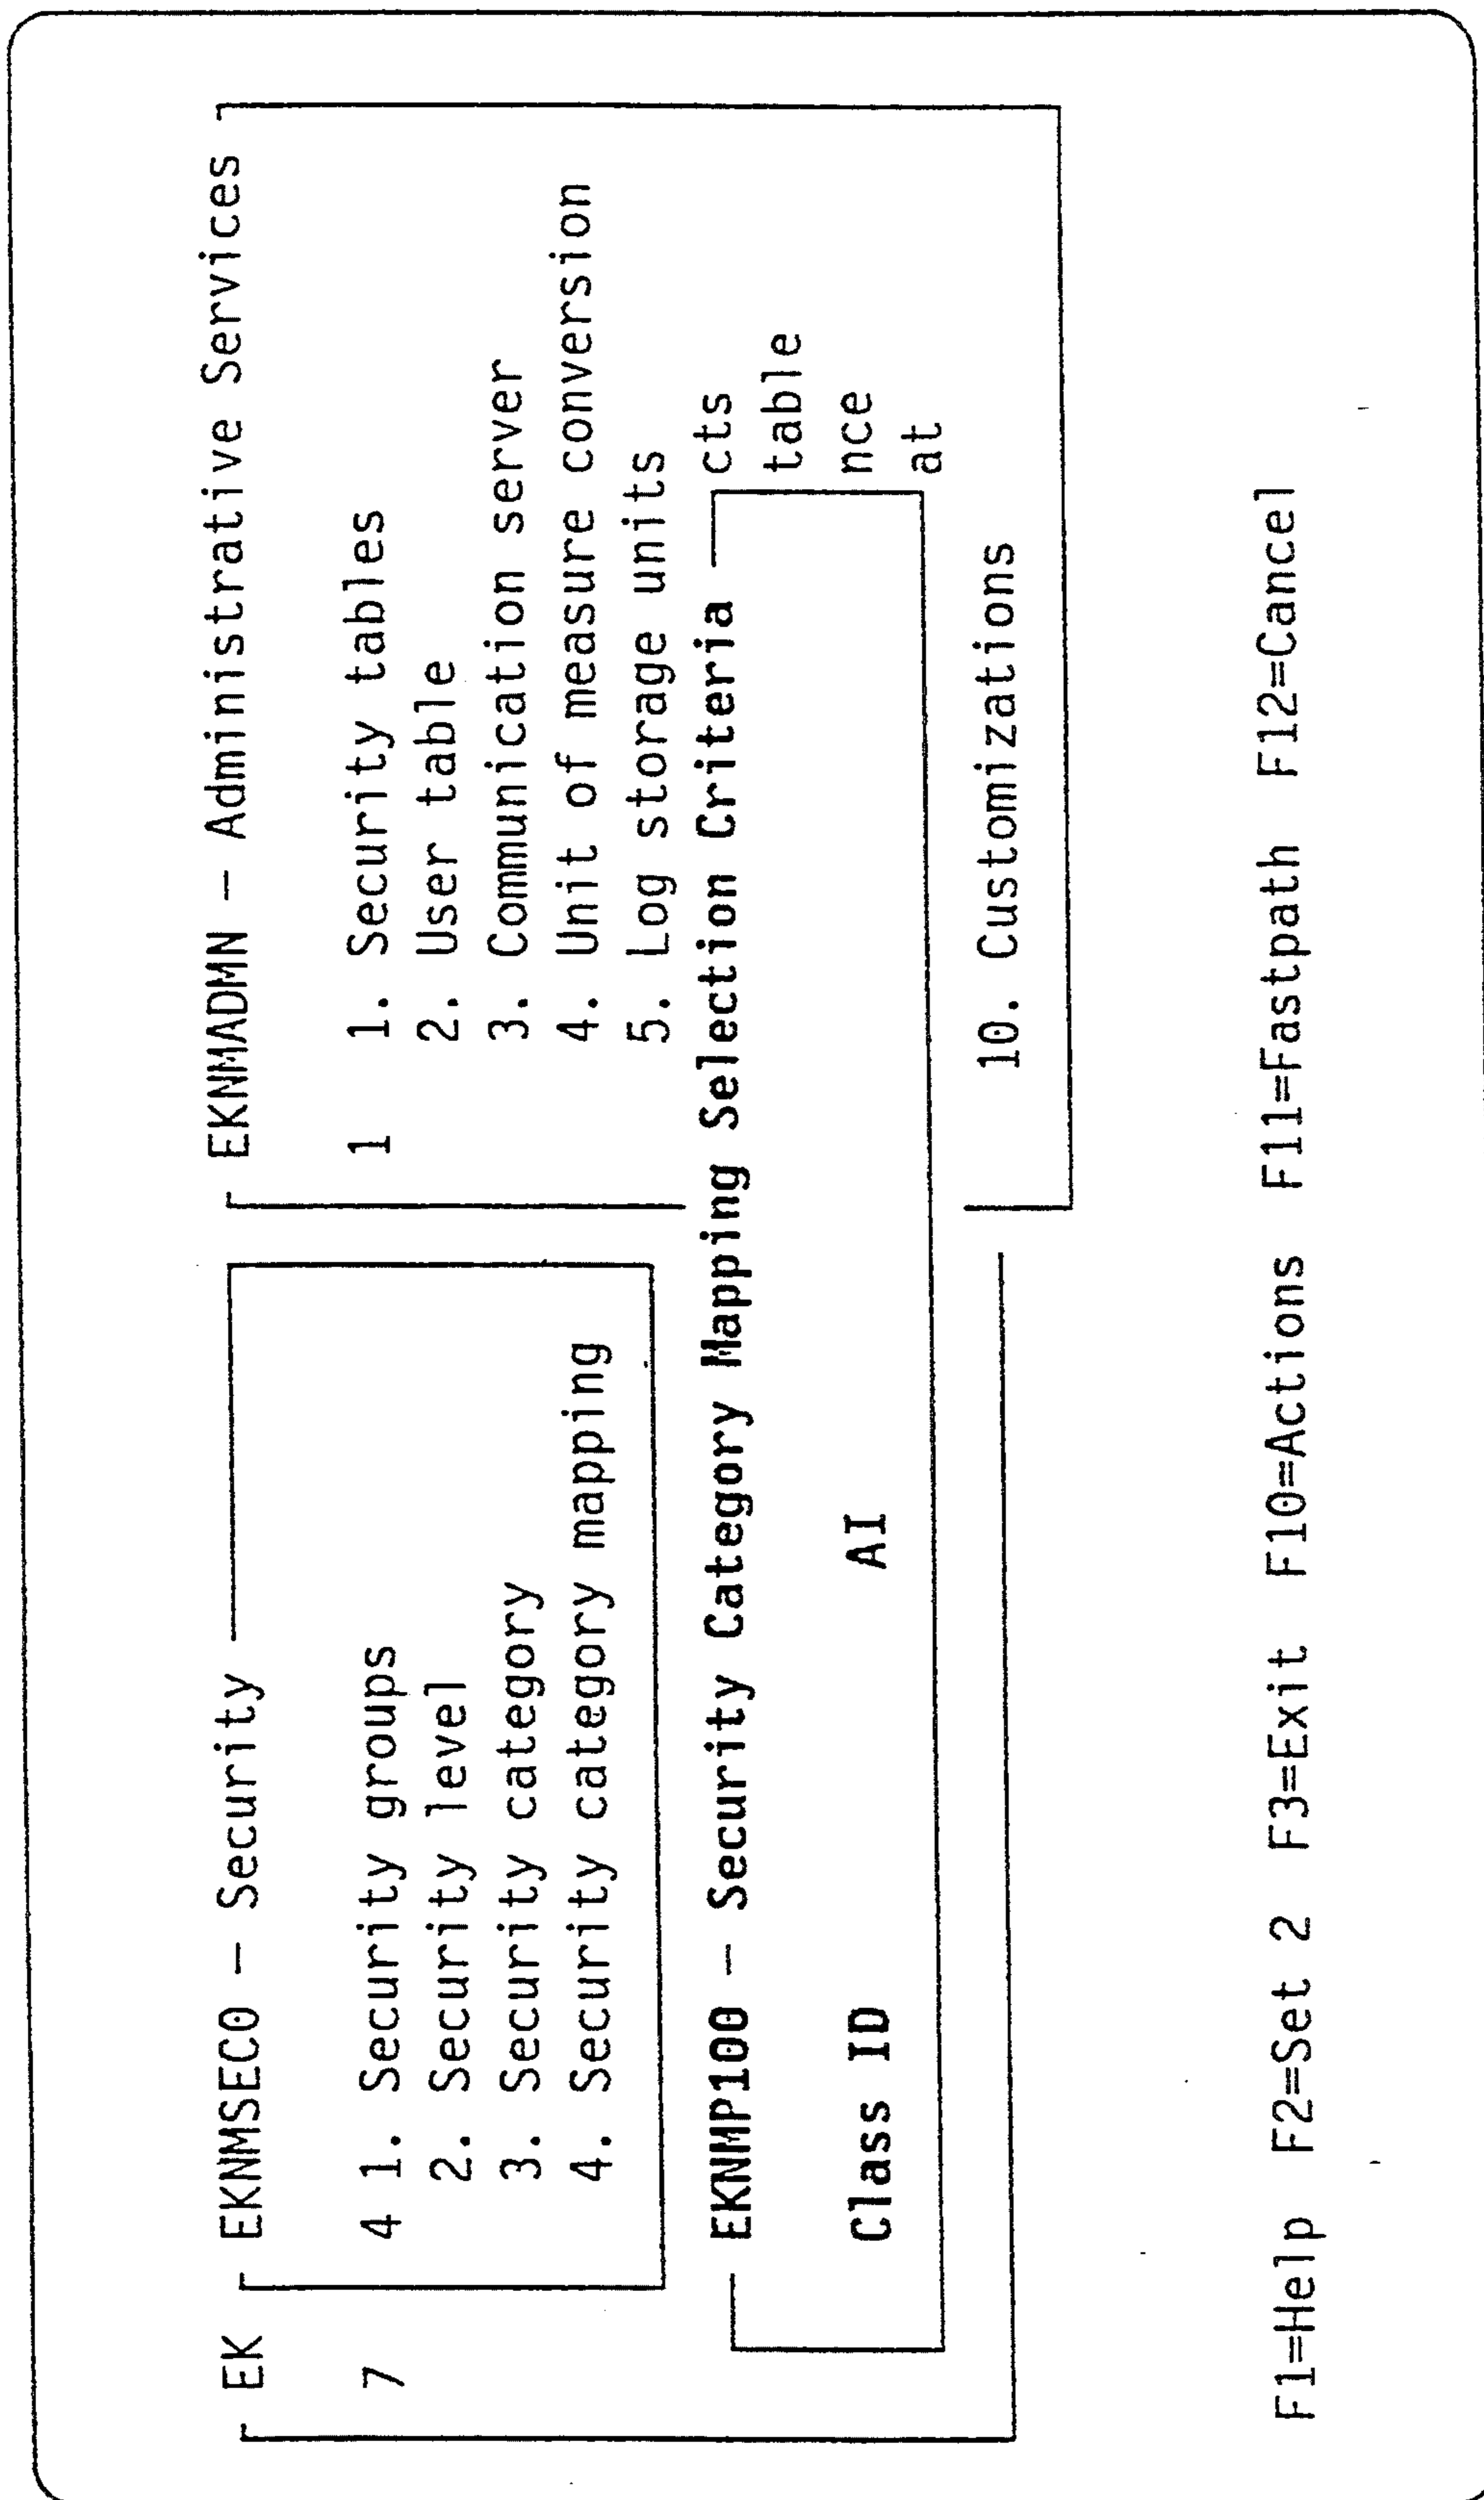 EK
7
EKNMSEC0 — Security
4 1. Security groups
2. Security level
3. Security category
4. Security category mapping
EKNMADMN — Administrative Services
1 1. Security tables
2. User table
3. Communication server
4. Unit of measure conversion
5. Log storage units
cts
table
nce
at
10. Customizations
EKNMP100 — Security Category Mapping Selection Criteria
Class ID AI
F1=Help F2=Set 2 F3=Exit F10=Actions F11=Fastpath F12=Cancel